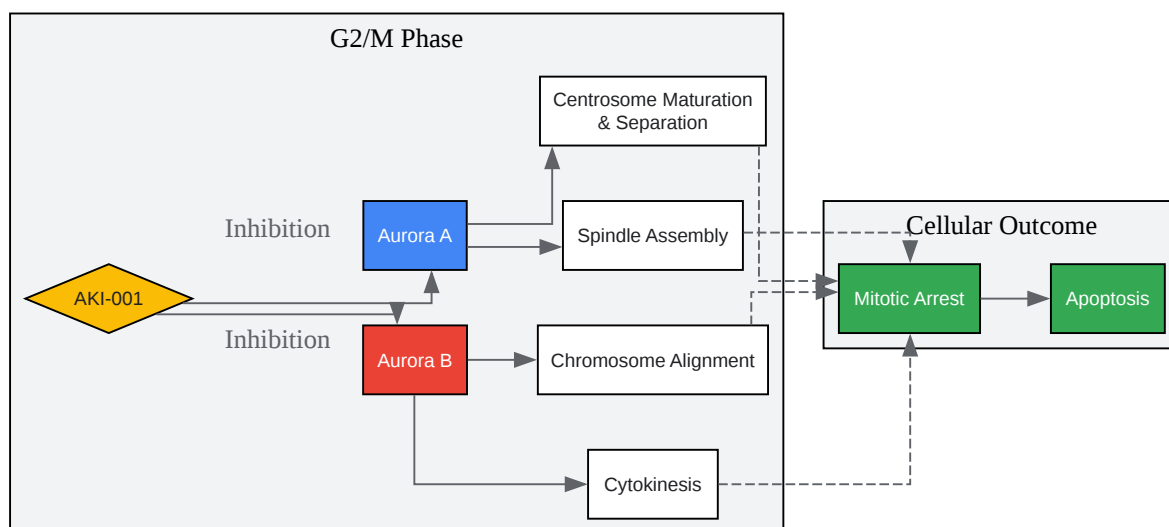 G2/M Phase
Centrosome Maturation
& Separation
Inhibition
Aurora A
Spindle Assembly
Cellular Outcome
AKI-001
Mitotic Arrest
Apoptosis
Inhibition
Aurora B
Chromosome Alignment
Cytokinesis